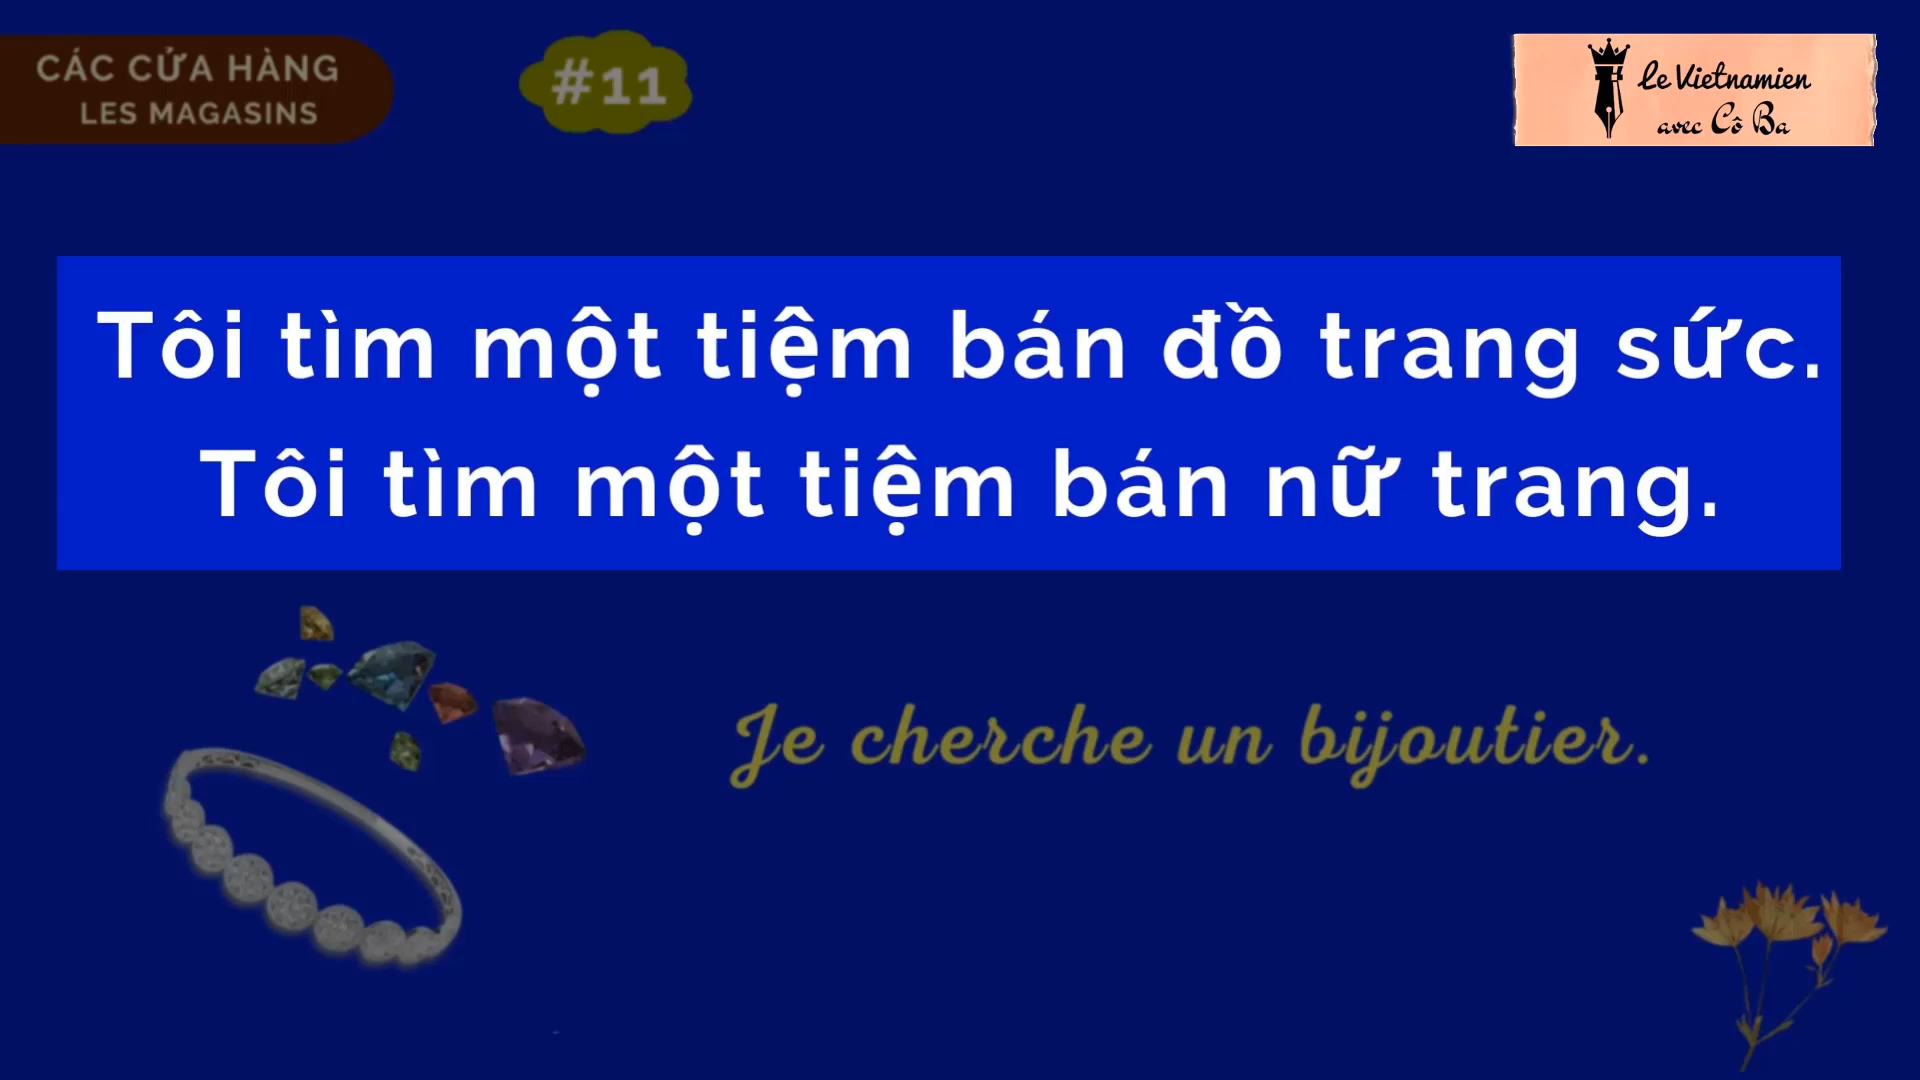 CÁC CỬA HÀNG
LES MAGASINS
#11
Le Vietnamien
avec Cô Ba
Tôi tìm một tiệm bán đồ trang sức.
Tôi tìm một tiệm bán nữ trang.
Je cherche un bijoutier.